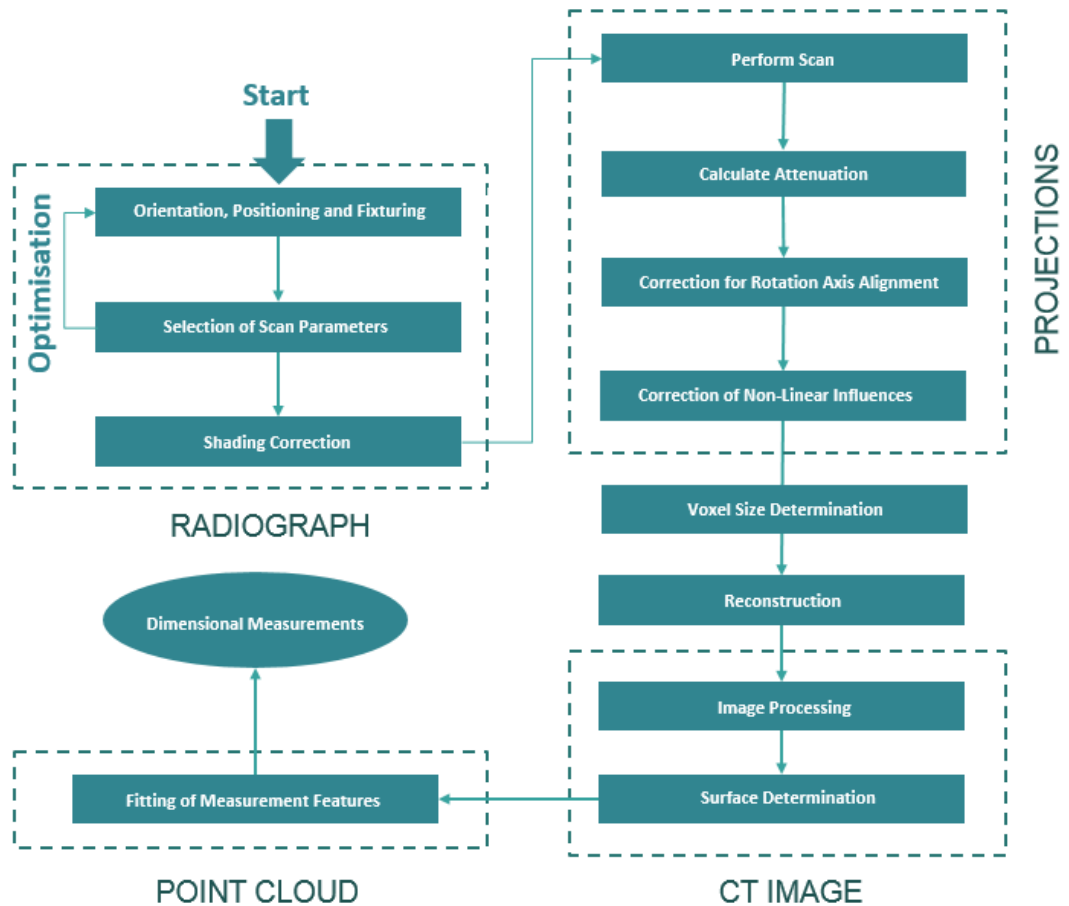 Start
Optimisation
Orientation, Positioning and Fixturing
Selection of Scan Parameters
Shading Correction
RADIOGRAPH
Perform Scan
Calculate Attenuation
Correction for Rotation Axis Alignment
Correction of Non-Linear Influences
PROJECTIONS
Voxel Size Determination
Reconstruction
Image Processing
Surface Determination
CT IMAGE
Fitting of Measurement Features
POINT CLOUD
Dimensional Measurements